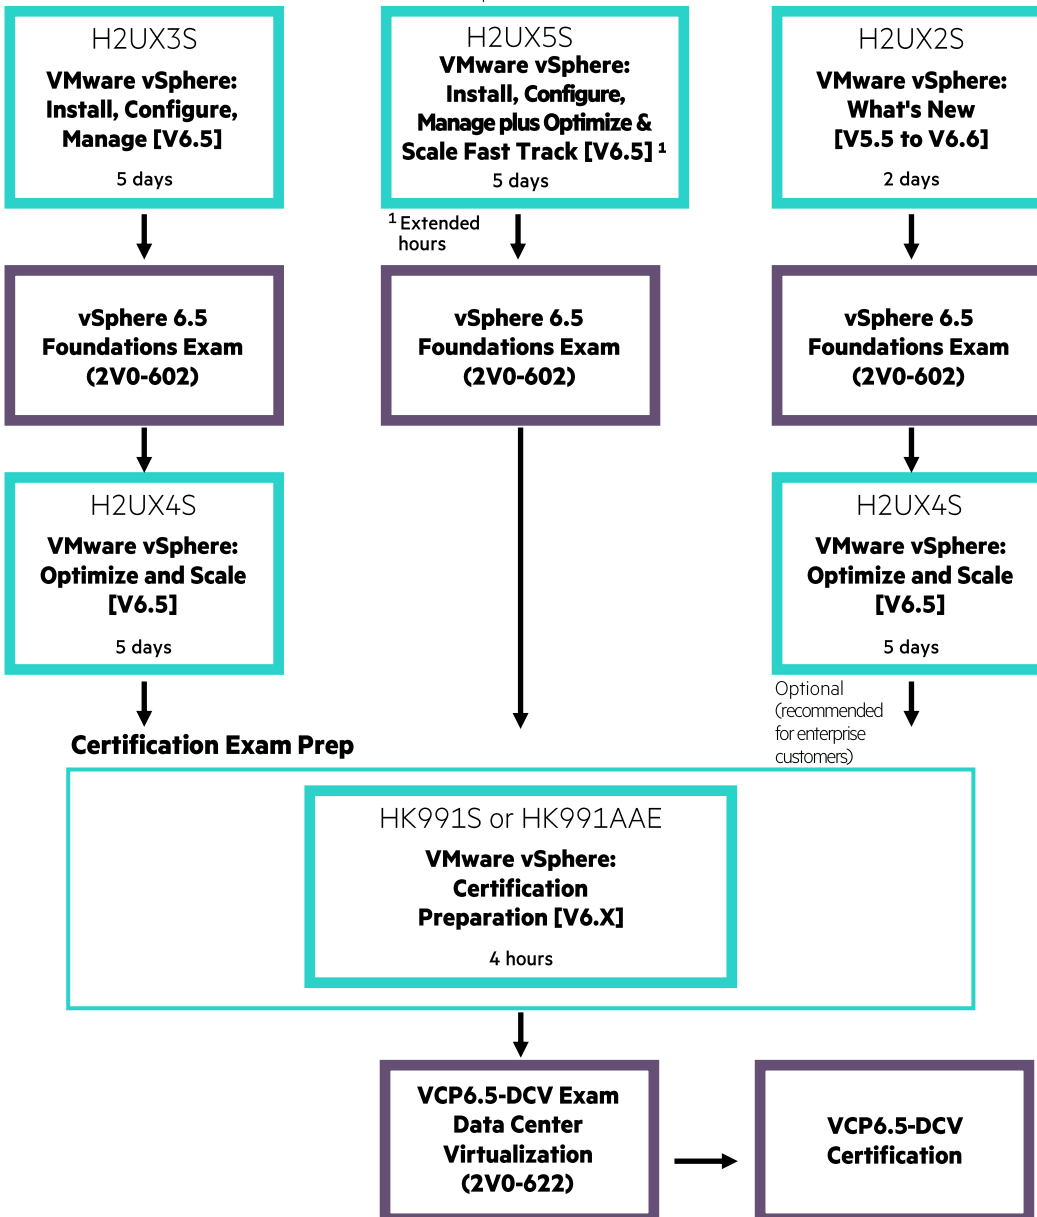 H2UX3S
VMware vSphere:
Install, Configure,
Manage [V6.5]
5 days
H2UX5S
VMware vSphere:
Install, Configure,
Manage plus Optimize &
Scale Fast Track [V6.5] ¹
5 days
H2UX2S
VMware vSphere:
What's New
[V5.5 to V6.6]
2 days
¹ Extended
hours
vSphere 6.5
Foundations Exam
(2V0-602)
vSphere 6.5
Foundations Exam
(2V0-602)
vSphere 6.5
Foundations Exam
(2V0-602)
H2UX4S
VMware vSphere:
Optimize and Scale
[V6.5]
5 days
H2UX4S
VMware vSphere:
Optimize and Scale
[V6.5]
5 days
Optional
(recommended
for enterprise
customers)
Certification Exam Prep
HK991S or HK991AAE
VMware vSphere:
Certification
Preparation [V6.X]
4 hours
VCP6.5-DCV Exam
Data Center
Virtualization
(2V0-622)
VCP6.5-DCV
Certification